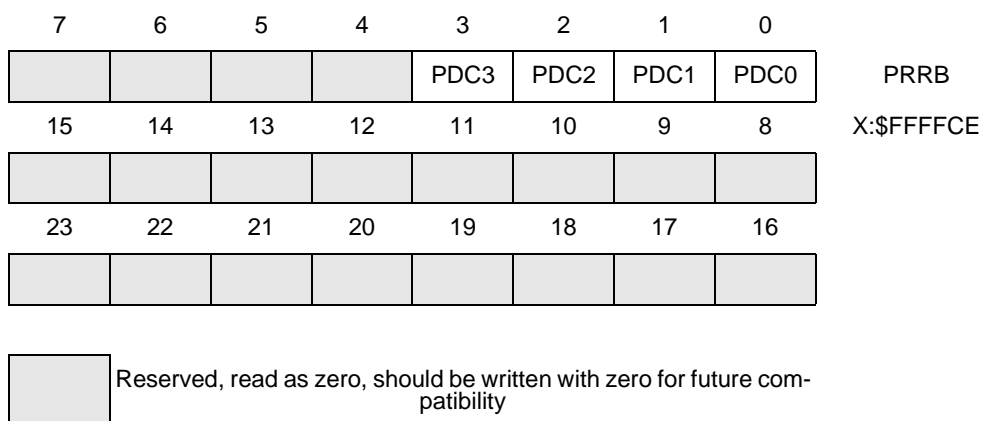 7 6 5 4 3 2 1 0
PDC3 PDC2 PDC1 PDC0 PRRB
15 14 13 12 11 10 9 8 X:$FFFFCE
23 22 21 20 19 18 17 16
Reserved, read as zero, should be written with zero for future com-
patibility